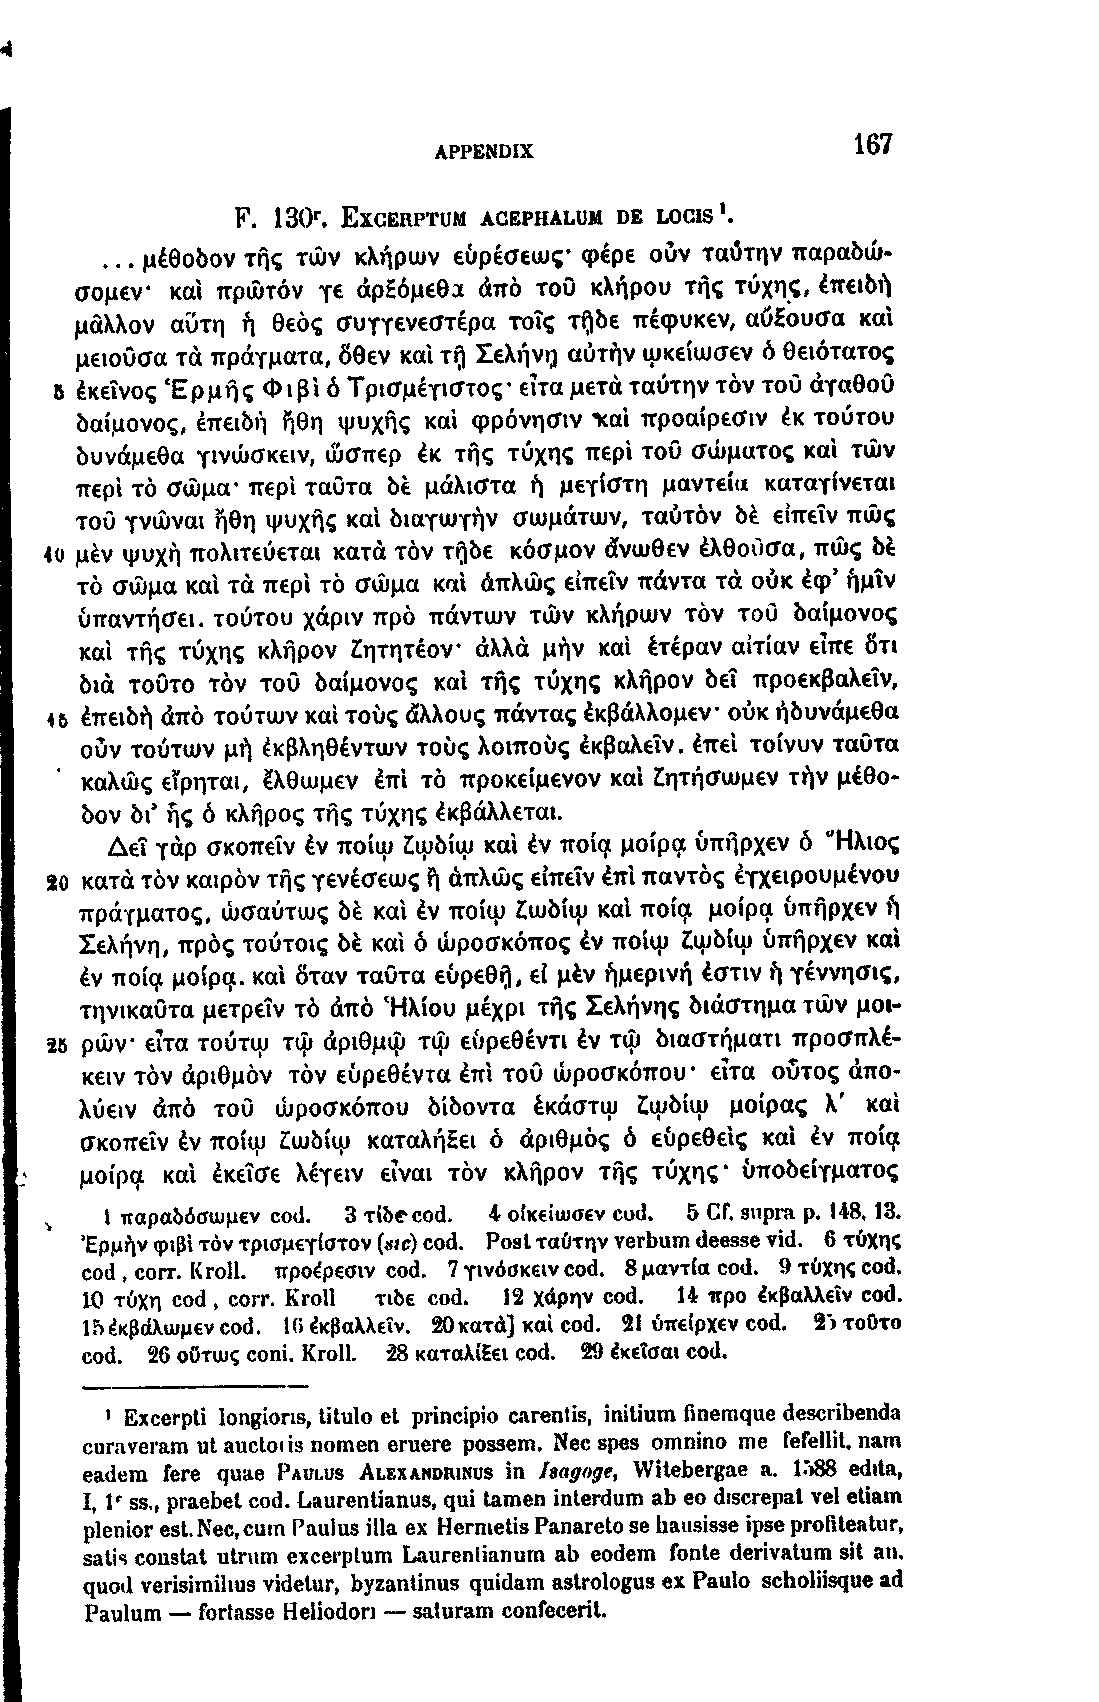 APPENDIX 167
F. 130r. EXCERPTUM ACEPHALUM DE LOCIS¹.
... μέθοδον τῆς τῶν κλήρων εὑρέσεως· φέρε οὖν ταύτην παραδώ-
σομεν· καὶ πρῶτόν γε ἀρξόμεθα ἀπὸ τοῦ κλήρου τῆς τύχης, ἐπειδὴ
μᾶλλον αὕτη ἡ θεὸς συγγενεστέρα τοῖς τῇδε πέφυκεν, αὔξουσα καὶ
μειοῦσα τὰ πράγματα, ὅθεν καὶ τῇ Σελήνῃ αὐτὴν ᾠκείωσεν ὁ θειότατος
5 ἐκεῖνος Ἑρμῆς Φιβὶ ὁ Τρισμέγιστος· εἶτα μετὰ ταύτην τὸν τοῦ ἀγαθοῦ
δαίμονος, ἐπειδὴ ἤθη ψυχῆς καὶ φρόνησιν καὶ προαίρεσιν ἐκ τούτου
δυνάμεθα γινώσκειν, ὥσπερ ἐκ τῆς τύχης περὶ τοῦ σώματος καὶ τῶν
περὶ τὸ σῶμα· περὶ ταῦτα δὲ μάλιστα ἡ μεγίστη μαντεία καταγίνεται
τοῦ γνῶναι ἤθη ψυχῆς καὶ διαγωγὴν σωμάτων, ταὐτὸν δὲ εἰπεῖν πῶς
10 μὲν ψυχὴ πολιτεύεται κατὰ τὸν τῇδε κόσμον ἄνωθεν ἐλθοῦσα, πῶς δὲ
τὸ σῶμα καὶ τὰ περὶ τὸ σῶμα καὶ ἁπλῶς εἰπεῖν πάντα τὰ οὐκ ἐφ' ἡμῖν
ὑπαντήσει. τούτου χάριν πρὸ πάντων τῶν κλήρων τὸν τοῦ δαίμονος
καὶ τῆς τύχης κλῆρον ζητητέον· ἀλλὰ μὴν καὶ ἑτέραν αἰτίαν εἶπε ὅτι
διὰ τοῦτο τὸν τοῦ δαίμονος καὶ τῆς τύχης κλῆρον δεῖ προεκβαλεῖν,
15 ἐπειδὴ ἀπὸ τούτων καὶ τοὺς ἄλλους πάντας ἐκβάλλομεν· οὐκ ἠδυνάμεθα
οὖν τούτων μὴ ἐκβληθέντων τοὺς λοιποὺς ἐκβαλεῖν. ἐπεὶ τοίνυν ταῦτα
καλῶς εἴρηται, ἔλθωμεν ἐπὶ τὸ προκείμενον καὶ ζητήσωμεν τὴν μέθο-
δον δι' ἧς ὁ κλῆρος τῆς τύχης ἐκβάλλεται.
Δεῖ γὰρ σκοπεῖν ἐν ποίῳ ζῳδίῳ καὶ ἐν ποίᾳ μοίρᾳ ὑπῆρχεν ὁ Ἥλιος
20 κατὰ τὸν καιρὸν τῆς γενέσεως ἢ ἁπλῶς εἰπεῖν ἐπὶ παντὸς ἐγχειρουμένου
πράγματος, ὡσαύτως δὲ καὶ ἐν ποίῳ ζωδίῳ καὶ ποίᾳ μοίρᾳ ὑπῆρχεν ἡ
Σελήνη, πρὸς τούτοις δὲ καὶ ὁ ὡροσκόπος ἐν ποίῳ ζῳδίῳ ὑπῆρχεν καὶ
ἐν ποίᾳ μοίρᾳ. καὶ ὅταν ταῦτα εὑρεθῇ, εἰ μὲν ἡμερινή ἐστιν ἡ γέννησις,
τηνικαῦτα μετρεῖν τὸ ἀπὸ Ἡλίου μέχρι τῆς Σελήνης διάστημα τῶν μοι-
25 ρῶν· εἶτα τούτῳ τῷ ἀριθμῷ τῷ εὑρεθέντι ἐν τῷ διαστήματι προσπλέ-
κειν τὸν ἀριθμὸν τὸν εὑρεθέντα ἐπὶ τοῦ ὡροσκόπου· εἶτα οὗτος ἀπο-
λύειν ἀπὸ τοῦ ὡροσκόπου δίδοντα ἑκάστῳ ζῳδίῳ μοίρας λ' καὶ
σκοπεῖν ἐν ποίῳ ζωδίῳ καταλήξει ὁ ἀριθμὸς ὁ εὑρεθεὶς καὶ ἐν ποίᾳ
μοίρᾳ καὶ ἐκεῖσε λέγειν εἶναι τὸν κλῆρον τῆς τύχης· ὑποδείγματος
1 παραδόσωμεν cod. 3 τίδε cod. 4 οἰκείωσεν cod. 5 Cf. supra p. 148, 13.
Ἑρμὴν φιβὶ τὸν τρισμεγίστον (sic) cod. Post ταύτην verbum deesse vid. 6 τύχης
cod, corr. Kroll. προέρεσιν cod. 7 γινόσκειν cod. 8 μαντία cod. 9 τύχης cod.
10 τύχη cod, corr. Kroll τιδε cod. 12 χάρην cod. 14 προ ἐκβαλλεῖν cod.
15 ἐκβάλωμεν cod. 16 ἐκβαλλεῖν. 20 κατὰ] καὶ cod. 21 ὑπεῖρχεν cod. 25 τοῦτο
cod. 26 οὕτως coni. Kroll. 28 καταλίξει cod. 29 ἐκεῖσαι cod.
¹ Excerpti longioris, titulo et principio carentis, initium finemque describenda
curaveram ut auctoris nomen eruere possem. Nec spes omnino me fefellit, nam
eadem fere quae PAULUS ALEXANDRINUS in Isagoge, Witebergae a. 1588 edita,
I, 1r ss., praebet cod. Laurentianus, qui tamen interdum ab eo discrepat vel etiam
plenior est. Nec, cum Paulus illa ex Hermetis Panareto se hausisse ipse profiteatur,
satis constat utrum excerptum Laurentianum ab eodem fonte derivatum sit an,
quod verisimilius videtur, byzantinus quidam astrologus ex Paulo scholiisque ad
Paulum — fortasse Heliodori — saturam confecerit.